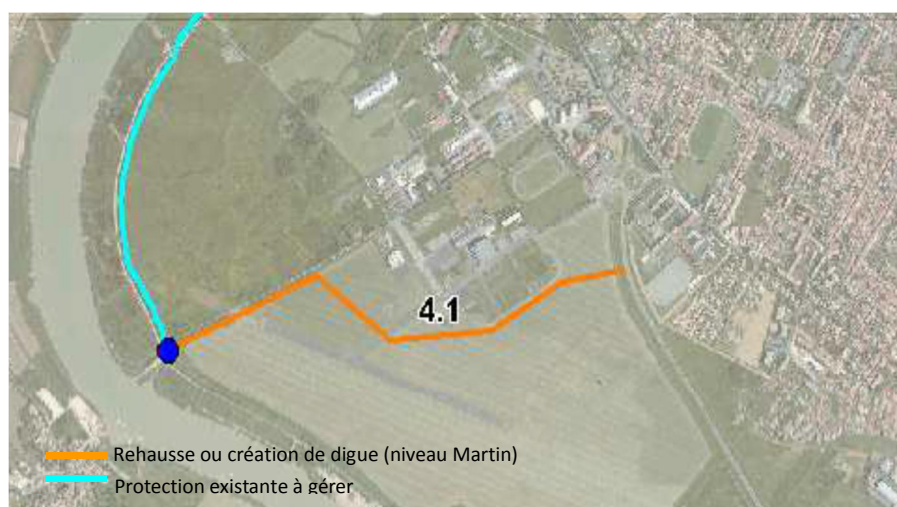 4.1
Rehausse ou création de digue (niveau Martin)
Protection existante à gérer